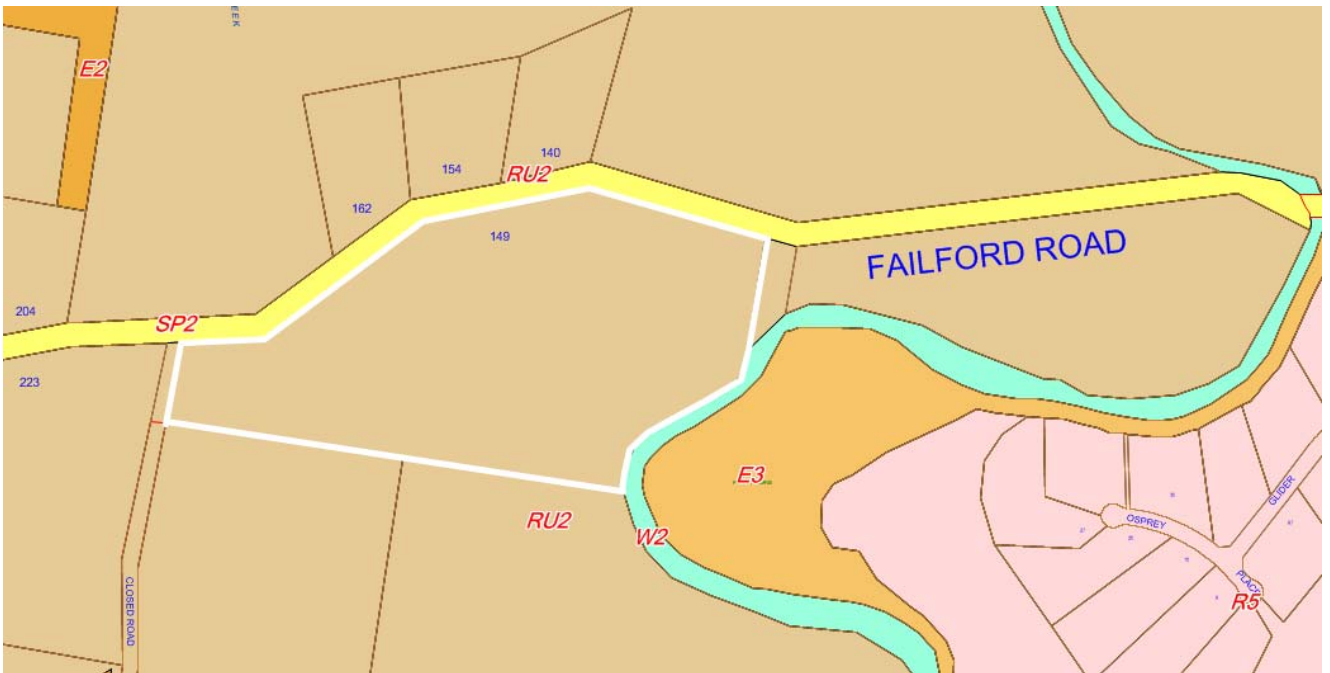 EEK
E2
140
154
RU2
162
149
FAILFORD ROAD
204
SP2
223
E3
GLIDER
OSPREY
RU2
W2
CLOSED ROAD
PLACE
R5